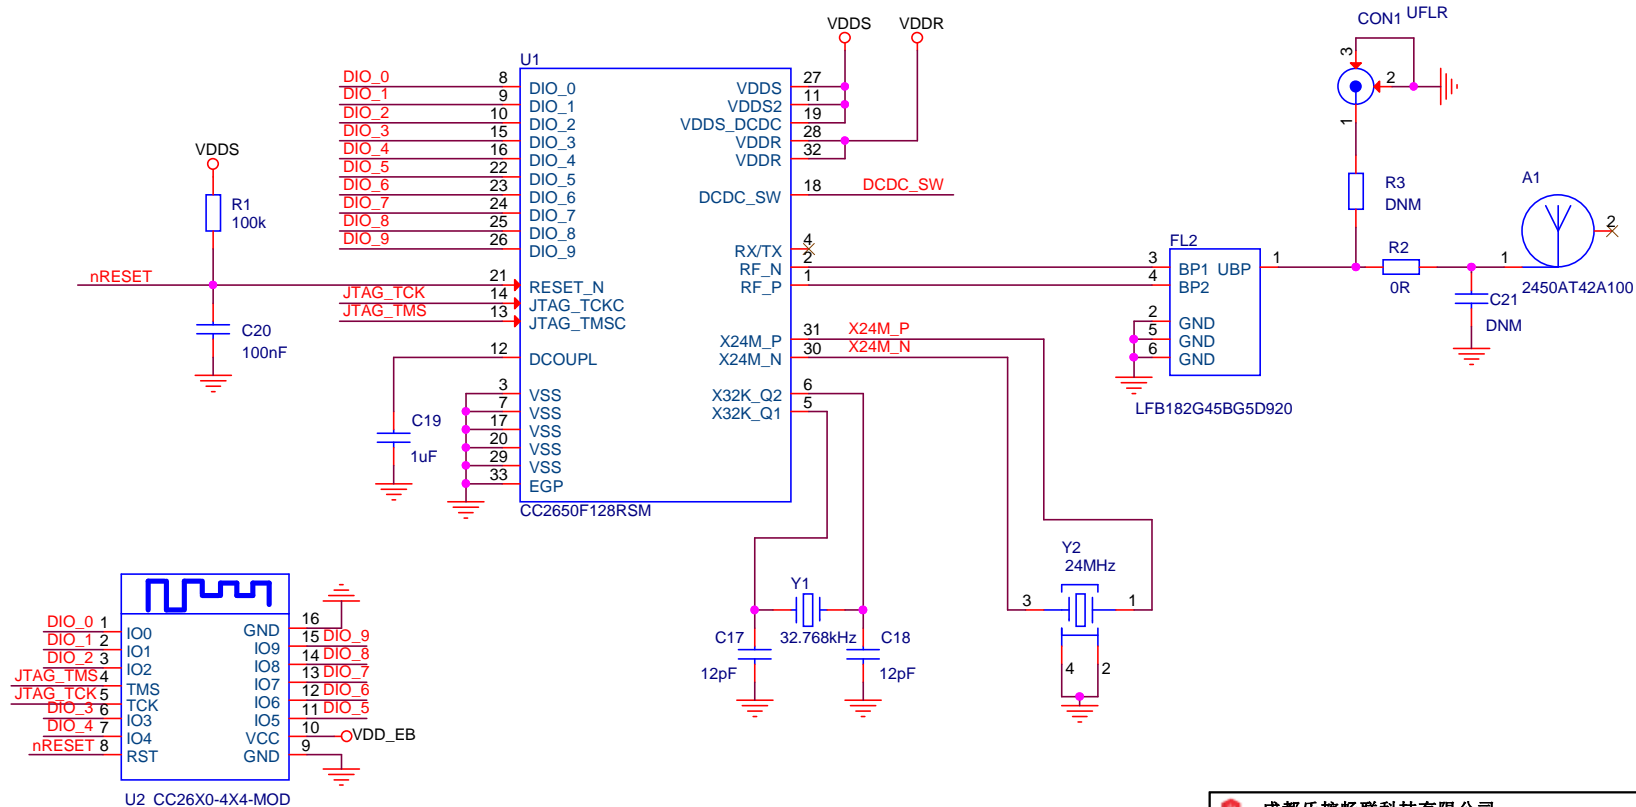 VDDS
VDDR
CON1 UFLR
3
2
1
U1
DIO_0 8 DIO_0
DIO_1 9 DIO_1
DIO_2 10 DIO_2
DIO_3 15 DIO_3
DIO_4 16 DIO_4
DIO_5 22 DIO_5
DIO_6 23 DIO_6
DIO_7 24 DIO_7
DIO_8 25 DIO_8
DIO_9 26 DIO_9
nRESET 21 RESET_N
JTAG_TCK 14 JTAG_TCKC
JTAG_TMS 13 JTAG_TMSC
12 DCOUPL
3 VSS
7 VSS
17 VSS
20 VSS
29 VSS
33 EGP
VDDS 27
VDDS2 11
VDDS_DCDC 19
VDDR 28
VDDR 32
DCDC_SW 18 DCDC_SW
RX/TX 4
RF_N 2
RF_P 1
X24M_P 31 X24M_P
X24M_N 30 X24M_N
X32K_Q2 6
X32K_Q1 5
CC2650F128RSM
VDDS
R1
100k
C20
100nF
C19
1uF
FL2
3 BP1 UBP 1
4 BP2
2 GND
5 GND
6 GND
LFB182G45BG5D920
R3
DNM
R2
0R
A1
1
2
2450AT42A100
C21
DNM
Y1
32.768kHz
C17
12pF
C18
12pF
Y2
24MHz
3
1
4
2
DIO_0 1 IO0
DIO_1 2 IO1
DIO_2 3 IO2
JTAG_TMS 4 TMS
JTAG_TCK 5 TCK
DIO_3 6 IO3
DIO_4 7 IO4
nRESET 8 RST
GND 16
IO9 15 DIO_9
IO8 14 DIO_8
IO7 13 DIO_7
IO6 12 DIO_6
IO5 11 DIO_5
VCC 10 VDD_EB
GND 9
U2 CC26X0-4X4-MOD